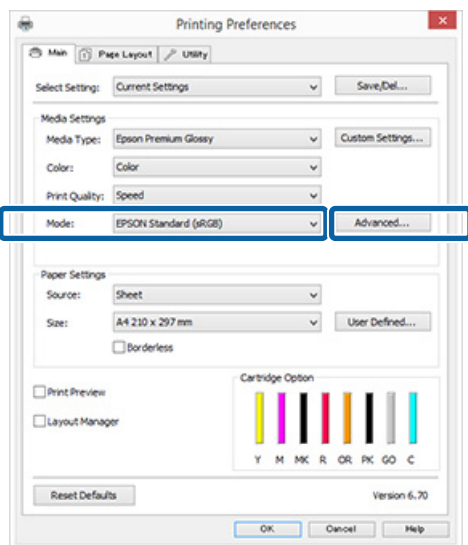 Printing Preferences
Main Page Layout Utility
Select Setting: Current Settings Save/Del...
Media Settings
Media Type: Epson Premium Glossy Custom Settings...
Color: Color
Print Quality: Speed
Mode: EPSON Standard (sRGB) Advanced...
Paper Settings
Source: Sheet
Size: A4 210 x 297 mm User Defined...
Borderless
Print Preview
Layout Manager
Cartridge Option
Y M MK R OR PK GO C
Reset Defaults Version 6.70
OK Cancel Help